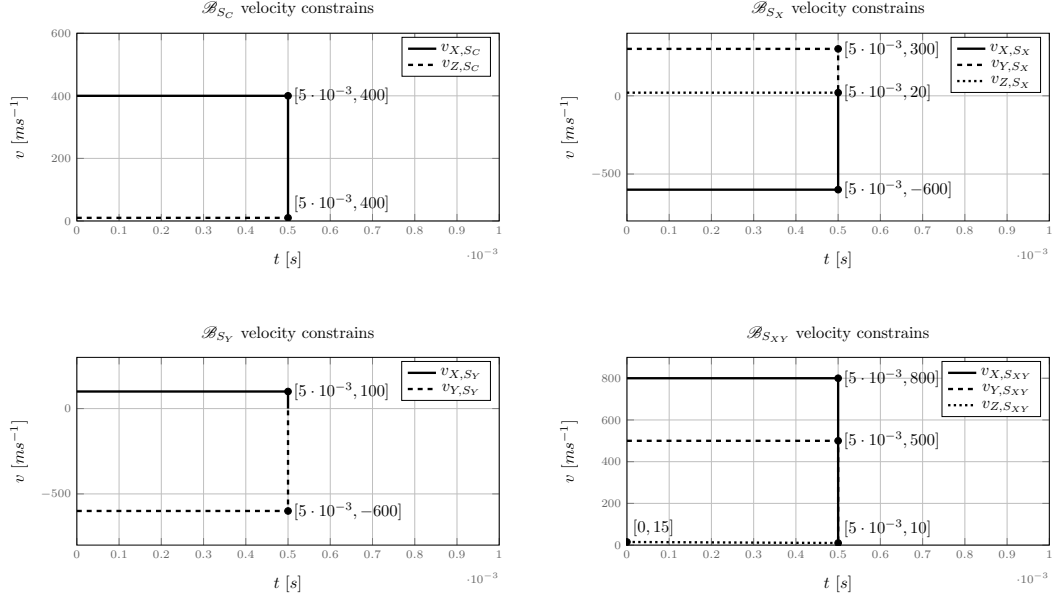 ℬ_{S_C} velocity constrains
v_{X,S_C}
v_{Z,S_C}
[5 · 10^{-3}, 400]
[5 · 10^{-3}, 400]
600
400
200
0
v [ms^{-1}]
0 0.1 0.2 0.3 0.4 0.5 0.6 0.7 0.8 0.9 1
·10^{-3}
t [s]
ℬ_{S_X} velocity constrains
v_{X,S_X}
v_{Y,S_X}
v_{Z,S_X}
[5 · 10^{-3}, 300]
[5 · 10^{-3}, 20]
[5 · 10^{-3}, −600]
0
−500
v [ms^{-1}]
0 0.1 0.2 0.3 0.4 0.5 0.6 0.7 0.8 0.9 1
·10^{-3}
t [s]
ℬ_{S_Y} velocity constrains
v_{X,S_Y}
v_{Y,S_Y}
[5 · 10^{-3}, 100]
[5 · 10^{-3}, −600]
0
−500
v [ms^{-1}]
0 0.1 0.2 0.3 0.4 0.5 0.6 0.7 0.8 0.9 1
·10^{-3}
t [s]
ℬ_{S_{XY}} velocity constrains
v_{X,S_{XY}}
v_{Y,S_{XY}}
v_{Z,S_{XY}}
[5 · 10^{-3}, 800]
[5 · 10^{-3}, 500]
[5 · 10^{-3}, 10]
[0, 15]
800
600
400
200
0
v [ms^{-1}]
0 0.1 0.2 0.3 0.4 0.5 0.6 0.7 0.8 0.9 1
·10^{-3}
t [s]